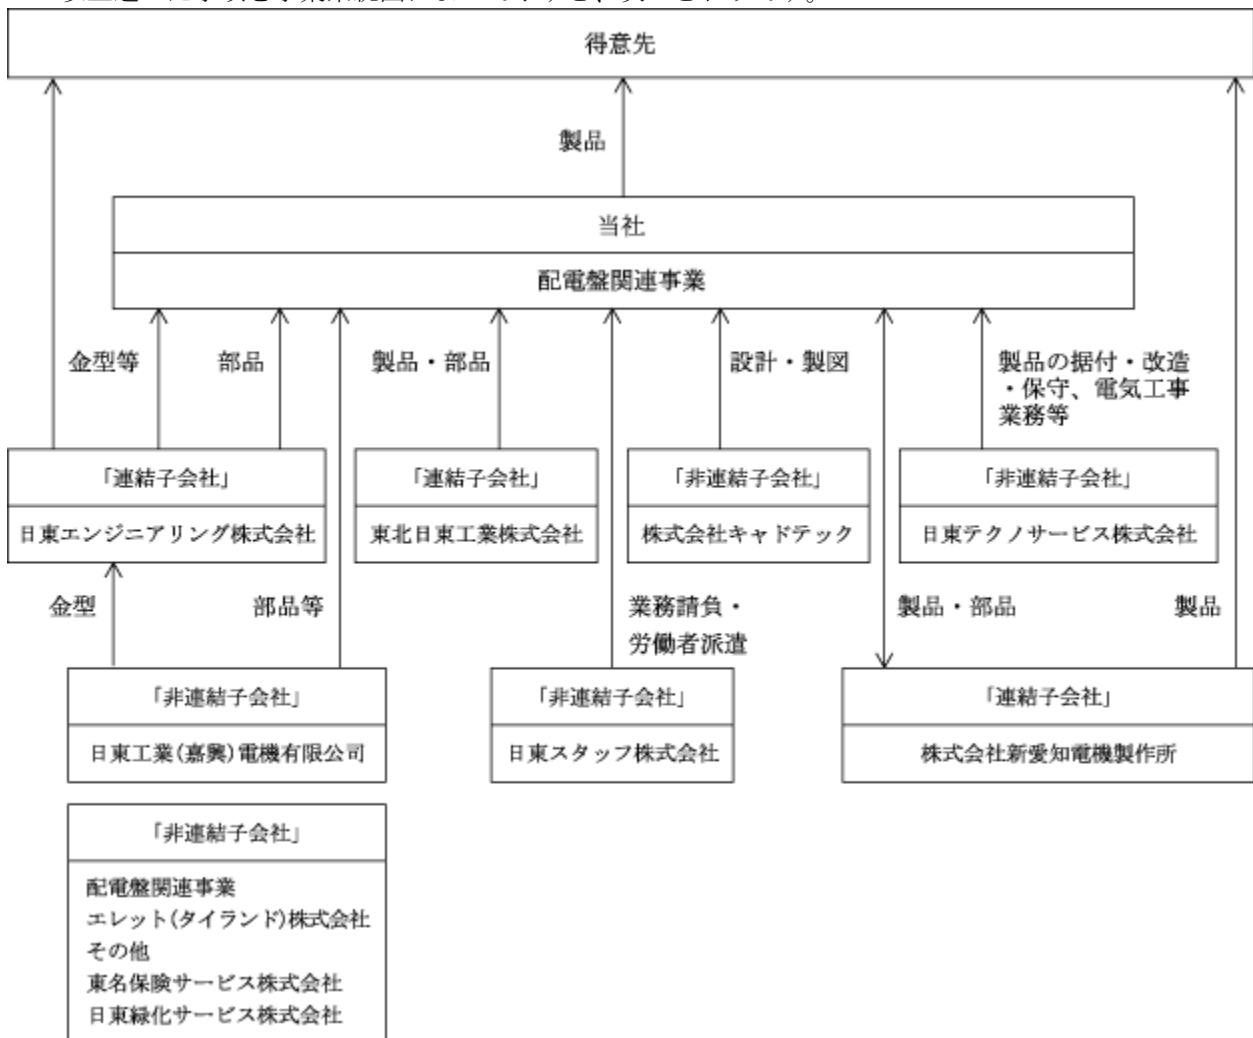 得意先
製品
当社
配電盤関連事業
金型等
部品
製品・部品
設計・製図
製品の据付・改造
・保守、電気工事
業務等
「連結子会社」
日東エンジニアリング株式会社
「連結子会社」
東北日東工業株式会社
「非連結子会社」
株式会社キャドテック
「非連結子会社」
日東テクノサービス株式会社
金型
部品等
業務請負・
労働者派遣
製品・部品
製品
「非連結子会社」
日東工業(嘉興)電機有限公司
「非連結子会社」
日東スタッフ株式会社
「連結子会社」
株式会社新愛知電機製作所
「非連結子会社」
配電盤関連事業
エレット(タイランド)株式会社
その他
東名保険サービス株式会社
日東緑化サービス株式会社